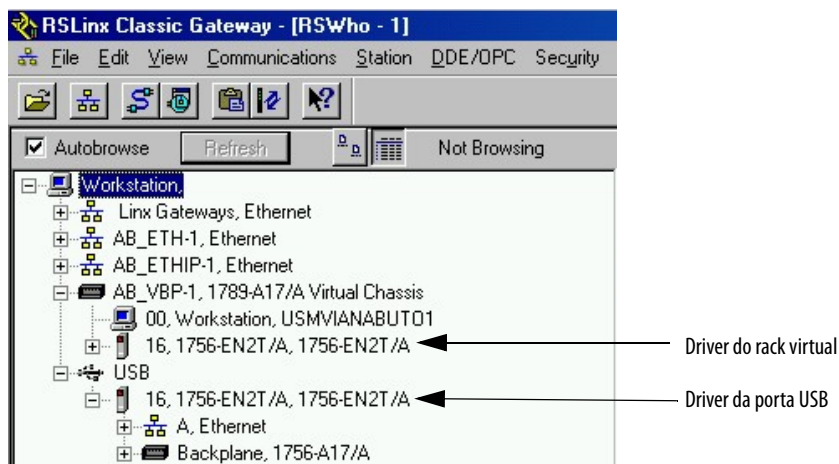 RSLinx Classic Gateway - [RSWho - 1]
File Edit View Communications Station DDE/OPC Security
Autobrowse Refresh Not Browsing
Workstation,
Linx Gateways, Ethernet
AB_ETH-1, Ethernet
AB_ETHIP-1, Ethernet
AB_VBP-1, 1789-A17/A Virtual Chassis
00, Workstation, USMVIANABUTO1
16, 1756-EN2T/A, 1756-EN2T/A
Driver do rack virtual
USB
16, 1756-EN2T/A, 1756-EN2T/A
Driver da porta USB
A, Ethernet
Backplane, 1756-A17/A